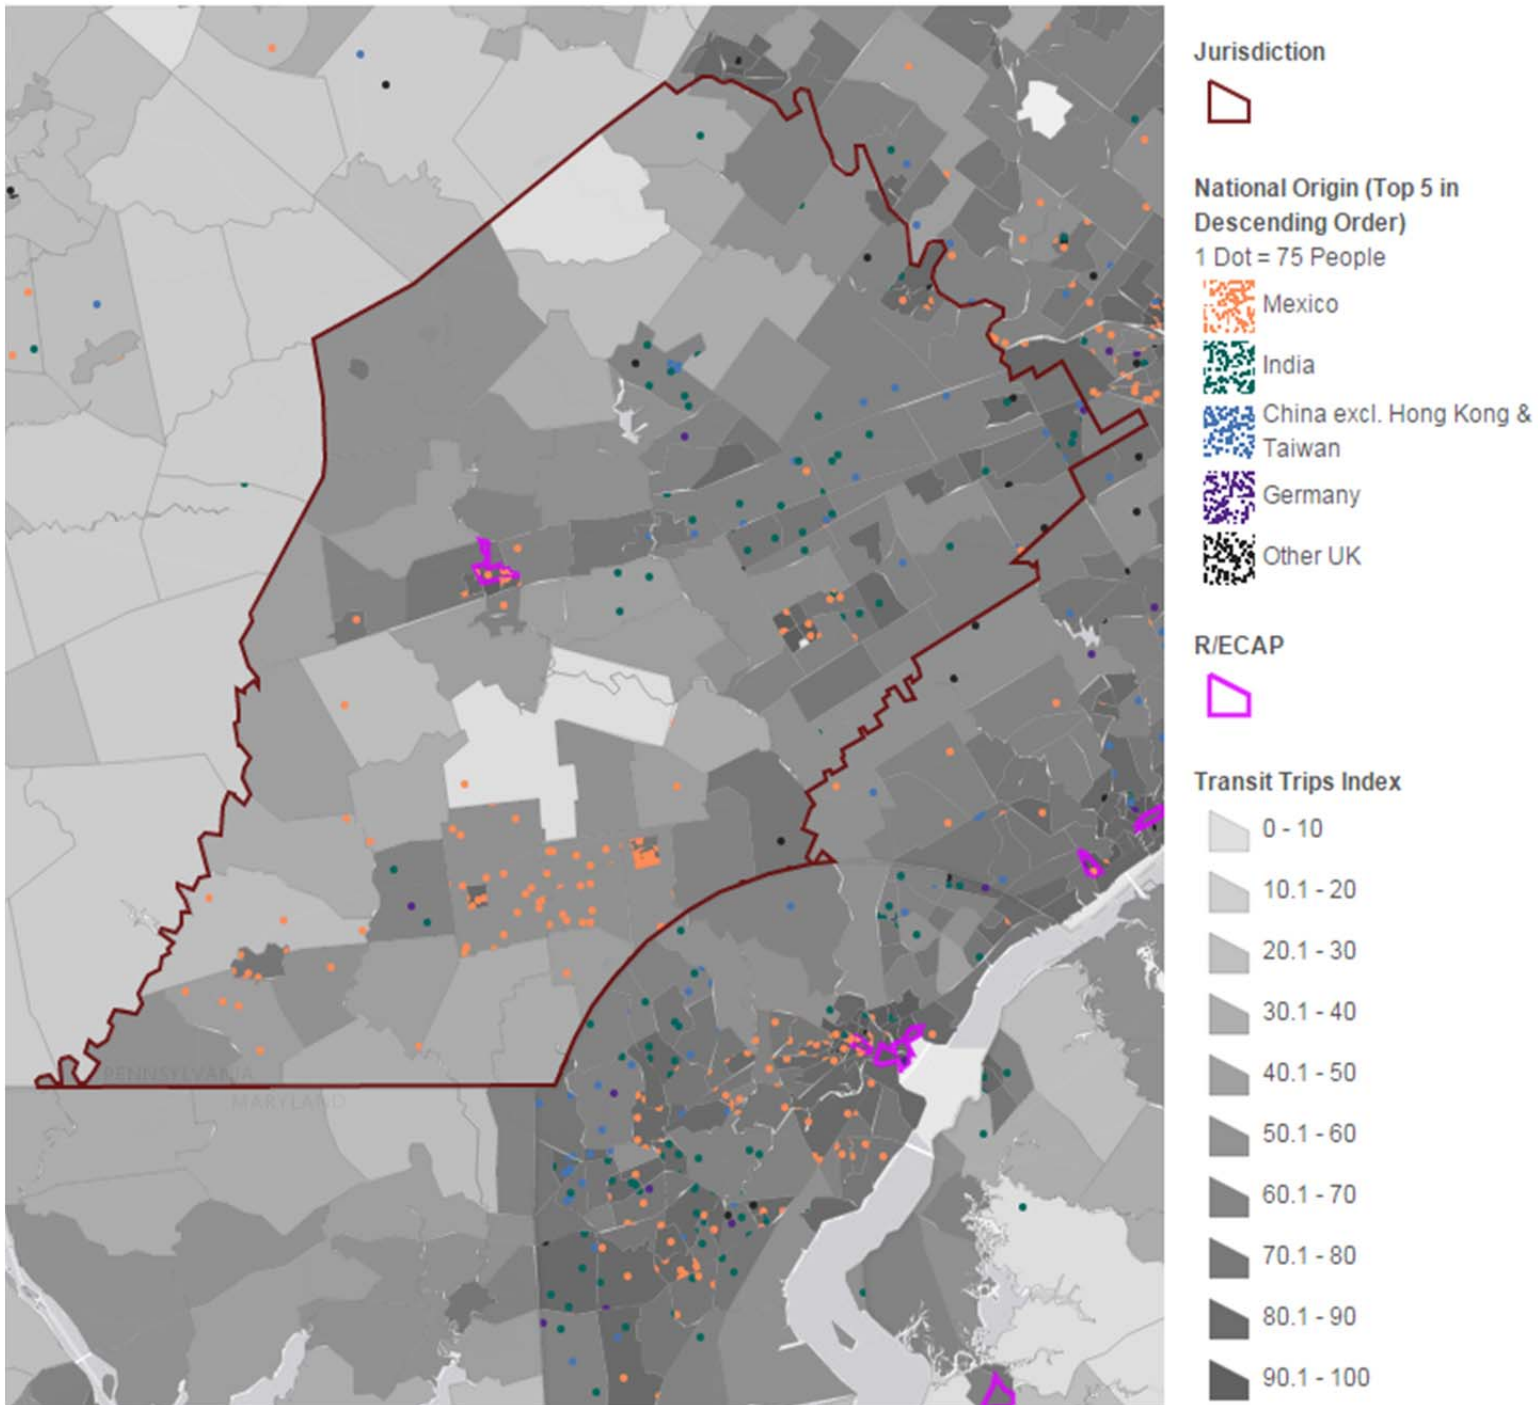 PENNSYLVANIA
MARYLAND
Jurisdiction
National Origin (Top 5 in
Descending Order)
1 Dot = 75 People
Mexico
India
China excl. Hong Kong &
Taiwan
Germany
Other UK
R/ECAP
Transit Trips Index
0 - 10
10.1 - 20
20.1 - 30
30.1 - 40
40.1 - 50
50.1 - 60
60.1 - 70
70.1 - 80
80.1 - 90
90.1 - 100